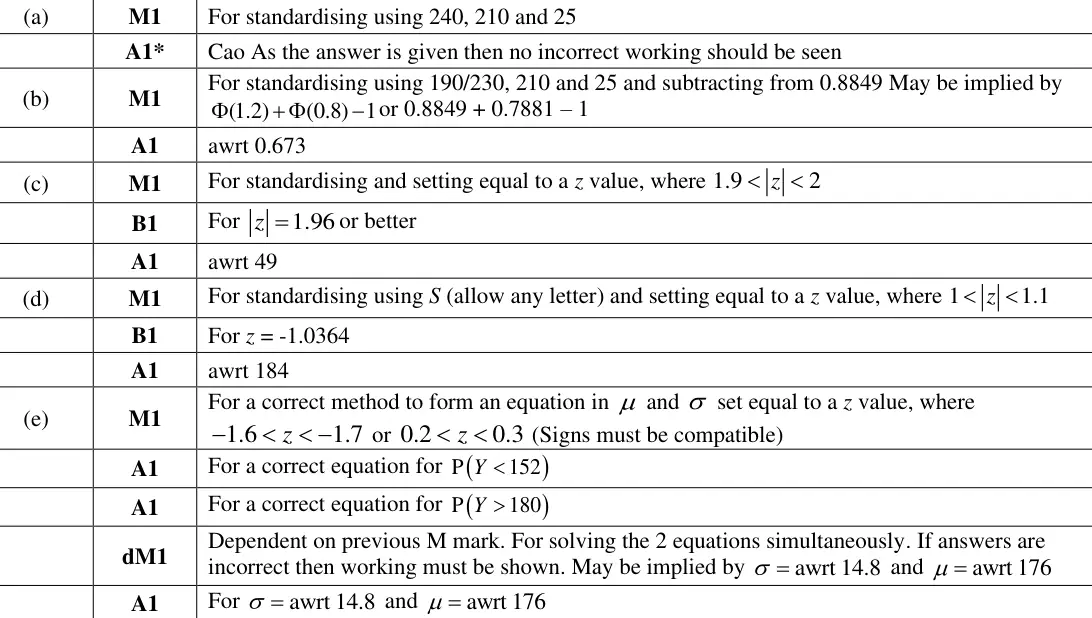 (a) M1 For standardising using 240, 210 and 25
A1* Cao As the answer is given then no incorrect working should be seen
(b) M1 For standardising using 190/230, 210 and 25 and subtracting from 0.8849 May be implied by
Φ(1.2)+Φ(0.8)−1 or 0.8849 + 0.7881 – 1
A1 awrt 0.673
(c) M1 For standardising and setting equal to a z value, where 1.9 < |z| < 2
B1 For |z| = 1.96 or better
A1 awrt 49
(d) M1 For standardising using S (allow any letter) and setting equal to a z value, where 1 < |z| < 1.1
B1 For z = -1.0364
A1 awrt 184
(e) M1 For a correct method to form an equation in μ and σ set equal to a z value, where
−1.6 < z < −1.7 or 0.2 < z < 0.3 (Signs must be compatible)
A1 For a correct equation for P(Y < 152)
A1 For a correct equation for P(Y > 180)
dM1 Dependent on previous M mark. For solving the 2 equations simultaneously. If answers are
incorrect then working must be shown. May be implied by σ = awrt 14.8 and μ = awrt 176
A1 For σ = awrt 14.8 and μ = awrt 176